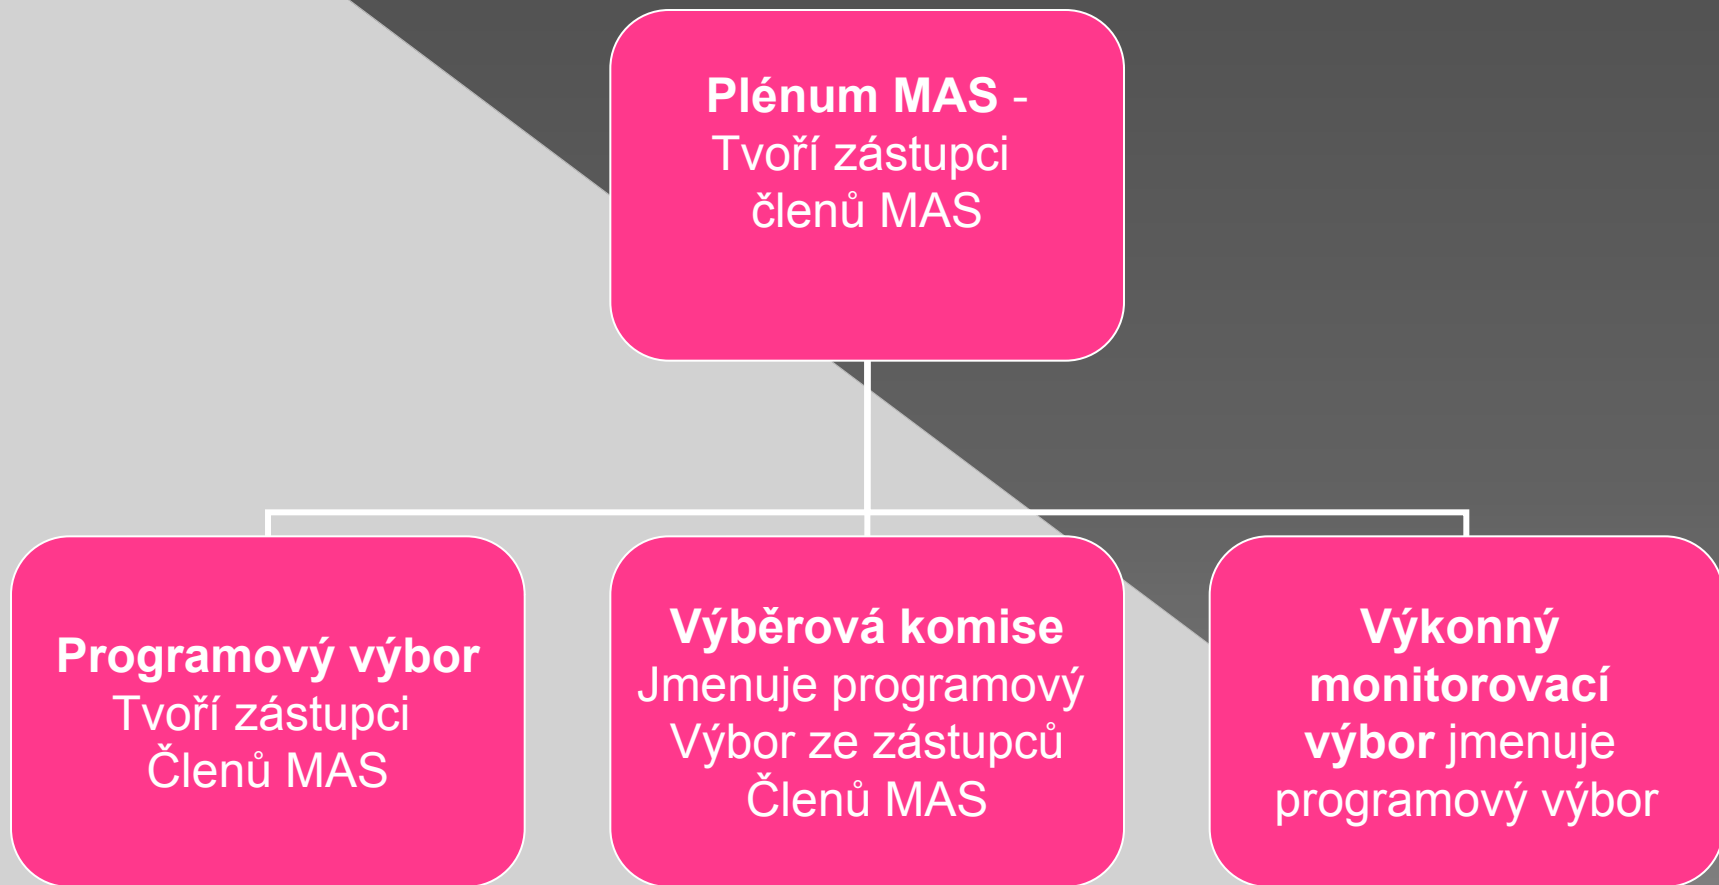 Plénum MAS -
Tvoří zástupci
členů MAS
Programový výbor
Tvoří zástupci
Členů MAS
Výběrová komise
Jmenuje programový
Výbor ze zástupců
Členů MAS
Výkonný
monitorovací
výbor jmenuje
programový výbor